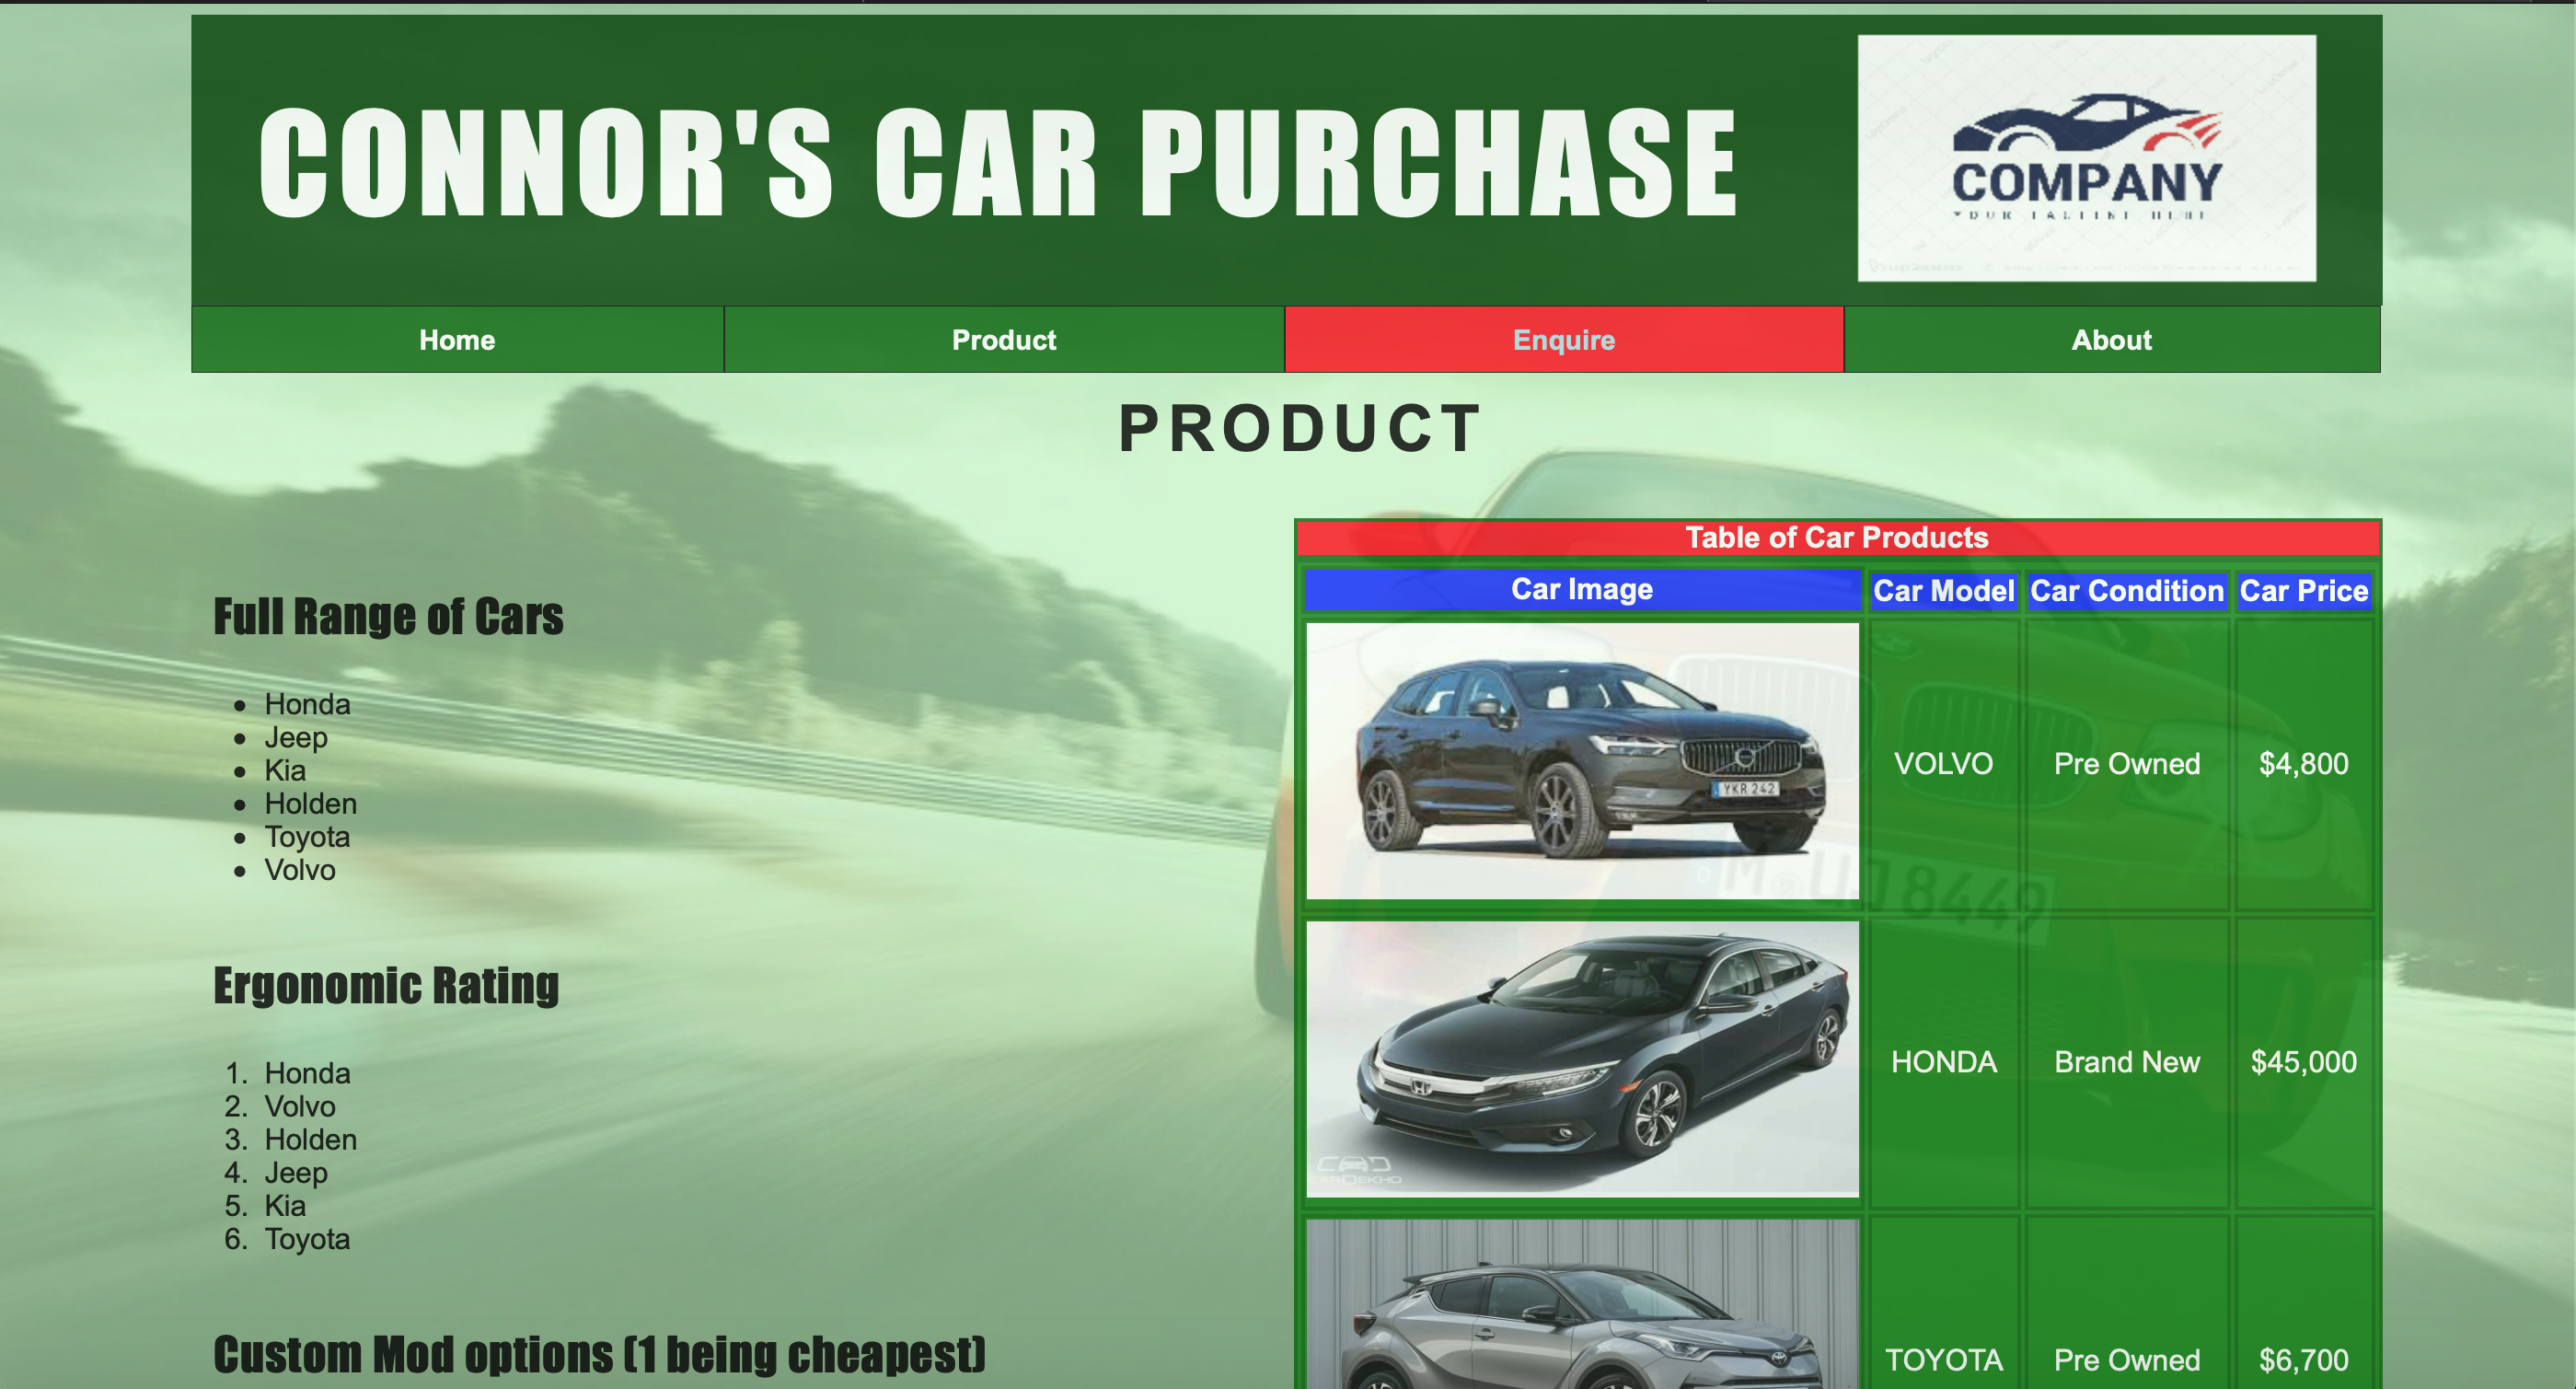 CONNOR'S CAR PURCHASE
COMPANY
Home
Product
Enquire
About
PRODUCT
Full Range of Cars
Honda
Jeep
Kia
Holden
Toyota
Volvo
Ergonomic Rating
1. Honda
2. Volvo
3. Holden
4. Jeep
5. Kia
6. Toyota
Custom Mod options (1 being cheapest)
Table of Car Products
Car Image Car Model Car Condition Car Price
YKR 242
VOLVO Pre Owned $4,800
M UJ 8449
HONDA Brand New $45,000
CARDEKHO
TOYOTA Pre Owned $6,700